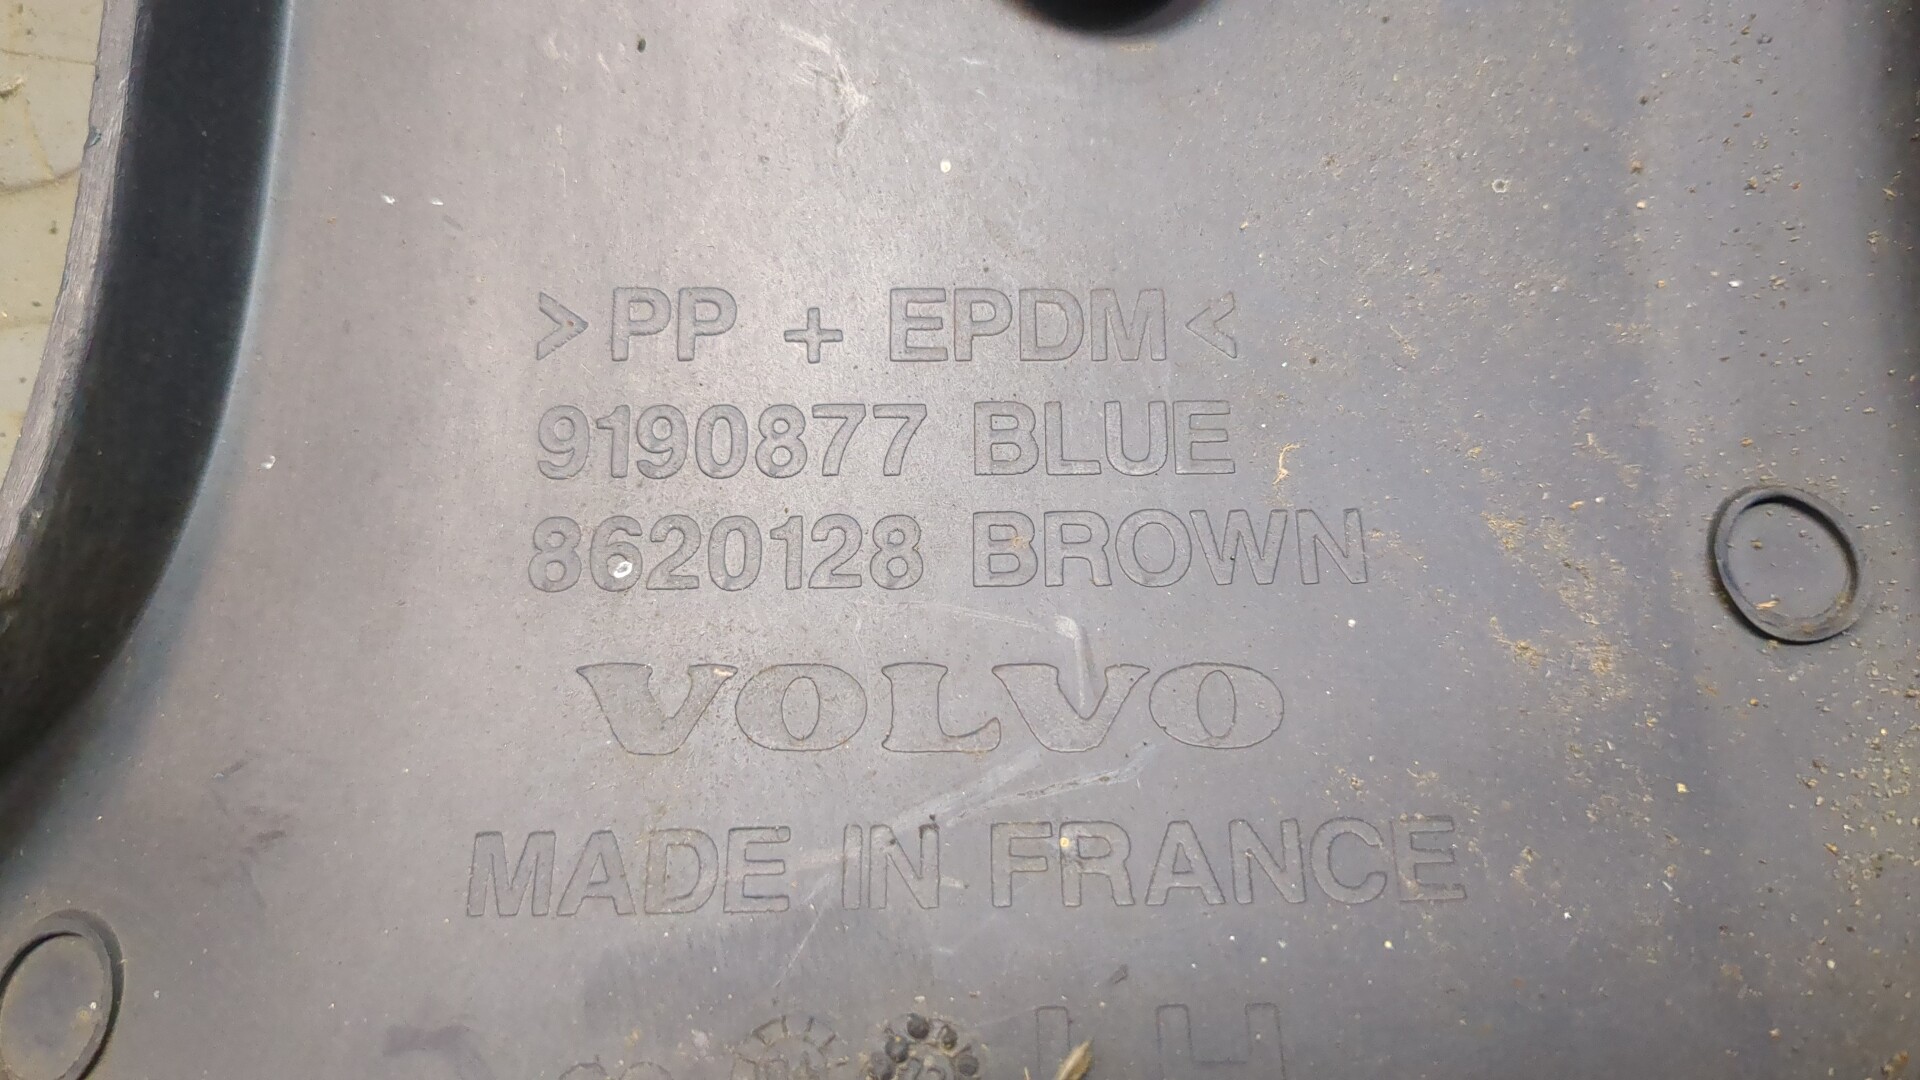 >PP + EPDM<
9190877 BLUE
8620128 BROWN
VOLVO
MADE IN FRANCE